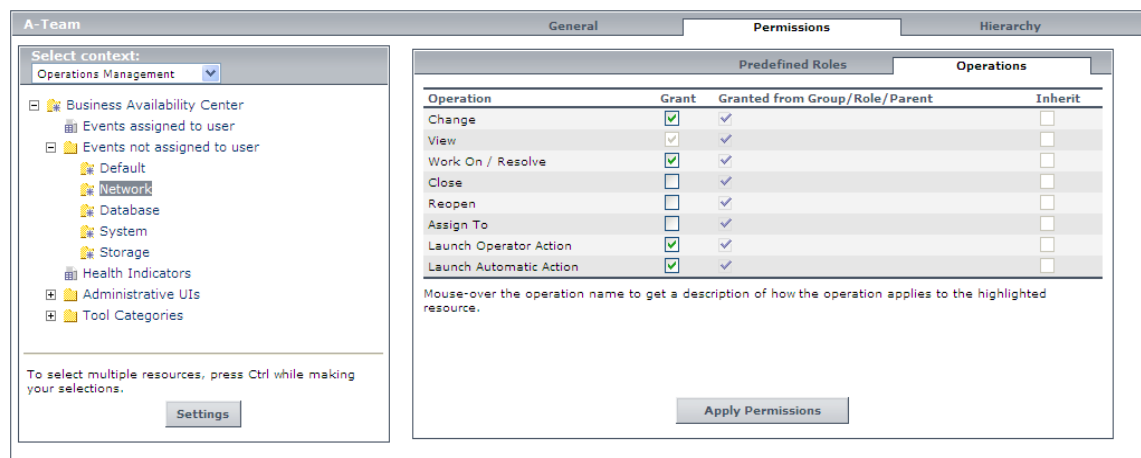 A-Team
General
Permissions
Hierarchy
Select context:
Operations Management
Business Availability Center
Events assigned to user
Events not assigned to user
Default
Network
Database
System
Storage
Health Indicators
Administrative UIs
Tool Categories
To select multiple resources, press Ctrl while making
your selections.
Settings
Predefined Roles
Operations
Operation Grant Granted from Group/Role/Parent Inherit
Change
View
Work On / Resolve
Close
Reopen
Assign To
Launch Operator Action
Launch Automatic Action
Mouse-over the operation name to get a description of how the operation applies to the highlighted
resource.
Apply Permissions